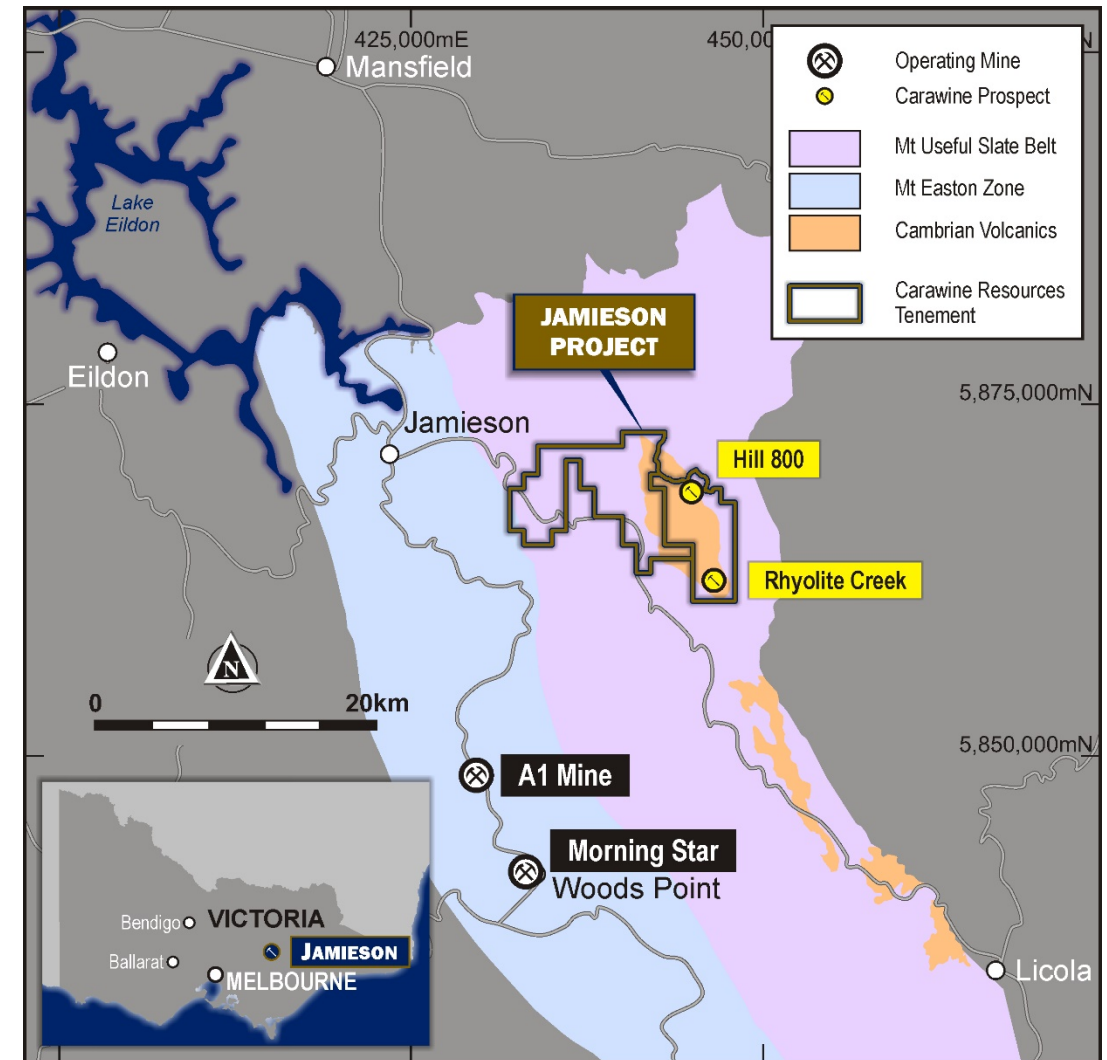 425,000mE
450,00
N
Mansfield
Operating Mine
Carawine Prospect
Mt Useful Slate Belt
Mt Easton Zone
Cambrian Volcanics
Carawine Resources
Tenement
Lake
Eildon
JAMIESON
PROJECT
Eildon
5,875,000mN
Jamieson
Hill 800
Rhyolite Creek
N
0
20km
5,850,000mN
A1 Mine
Morning Star
Woods Point
Bendigo
VICTORIA
JAMIESON
Ballarat
MELBOURNE
Licola